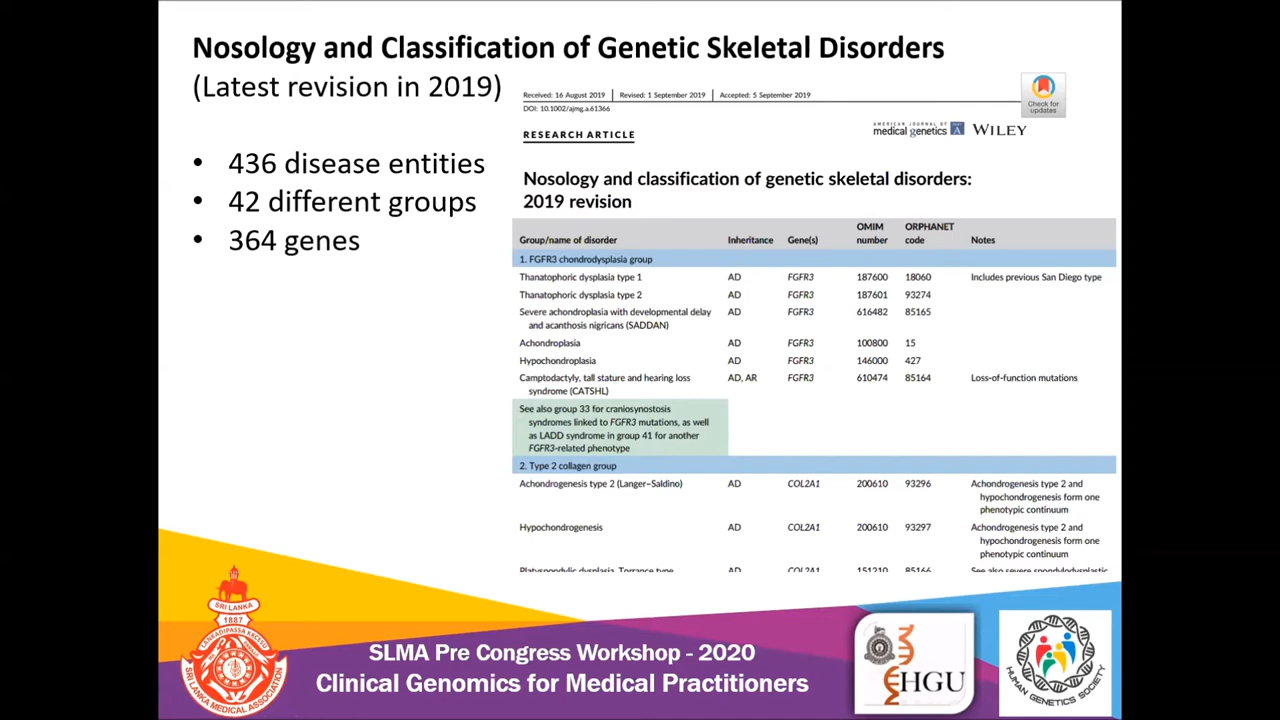 Nosology and Classification of Genetic Skeletal Disorders
(Latest revision in 2019)
• 436 disease entities
• 42 different groups
• 364 genes
Received: 16 August 2019 | Revised: 1 September 2019 | Accepted: 5 September 2019
DOI: 10.1002/ajmg.a.61366
Check for
updates
RESEARCH ARTICLE
AMERICAN JOURNAL OF
medical genetics A WILEY
Nosology and classification of genetic skeletal disorders:
2019 revision
Group/name of disorder Inheritance Gene(s) OMIM number ORPHANET code Notes
1. FGFR3 chondrodysplasia group
Thanatophoric dysplasia type 1 AD FGFR3 187600 18060 Includes previous San Diego type
Thanatophoric dysplasia type 2 AD FGFR3 187601 93274
Severe achondroplasia with developmental delay AD FGFR3 616482 85165
and acanthosis nigricans (SADDAN)
Achondroplasia AD FGFR3 100800 15
Hypochondroplasia AD FGFR3 146000 427
Camptodactyly, tall stature and hearing loss AD, AR FGFR3 610474 85164 Loss-of-function mutations
syndrome (CATSHL)
See also group 33 for craniosynostosis
syndromes linked to FGFR3 mutations, as well
as LADD syndrome in group 41 for another
FGFR3-related phenotype
2. Type 2 collagen group
Achondrogenesis type 2 (Langer–Saldino) AD COL2A1 200610 93296 Achondrogenesis type 2 and
hypochondrogenesis form one
phenotypic continuum
Hypochondrogenesis AD COL2A1 200610 93297 Achondrogenesis type 2 and
hypochondrogenesis form one
phenotypic continuum
Platyspondylic dysplasia, Torrance type AD COL2A1 151210 85166 See also severe spondylodysplastic
SRI LANKA
1887
SRI LANKA MEDICAL ASSOCIATION
SLMA Pre Congress Workshop - 2020
Clinical Genomics for Medical Practitioners
HGU
HUMAN GENETICS SOCIETY